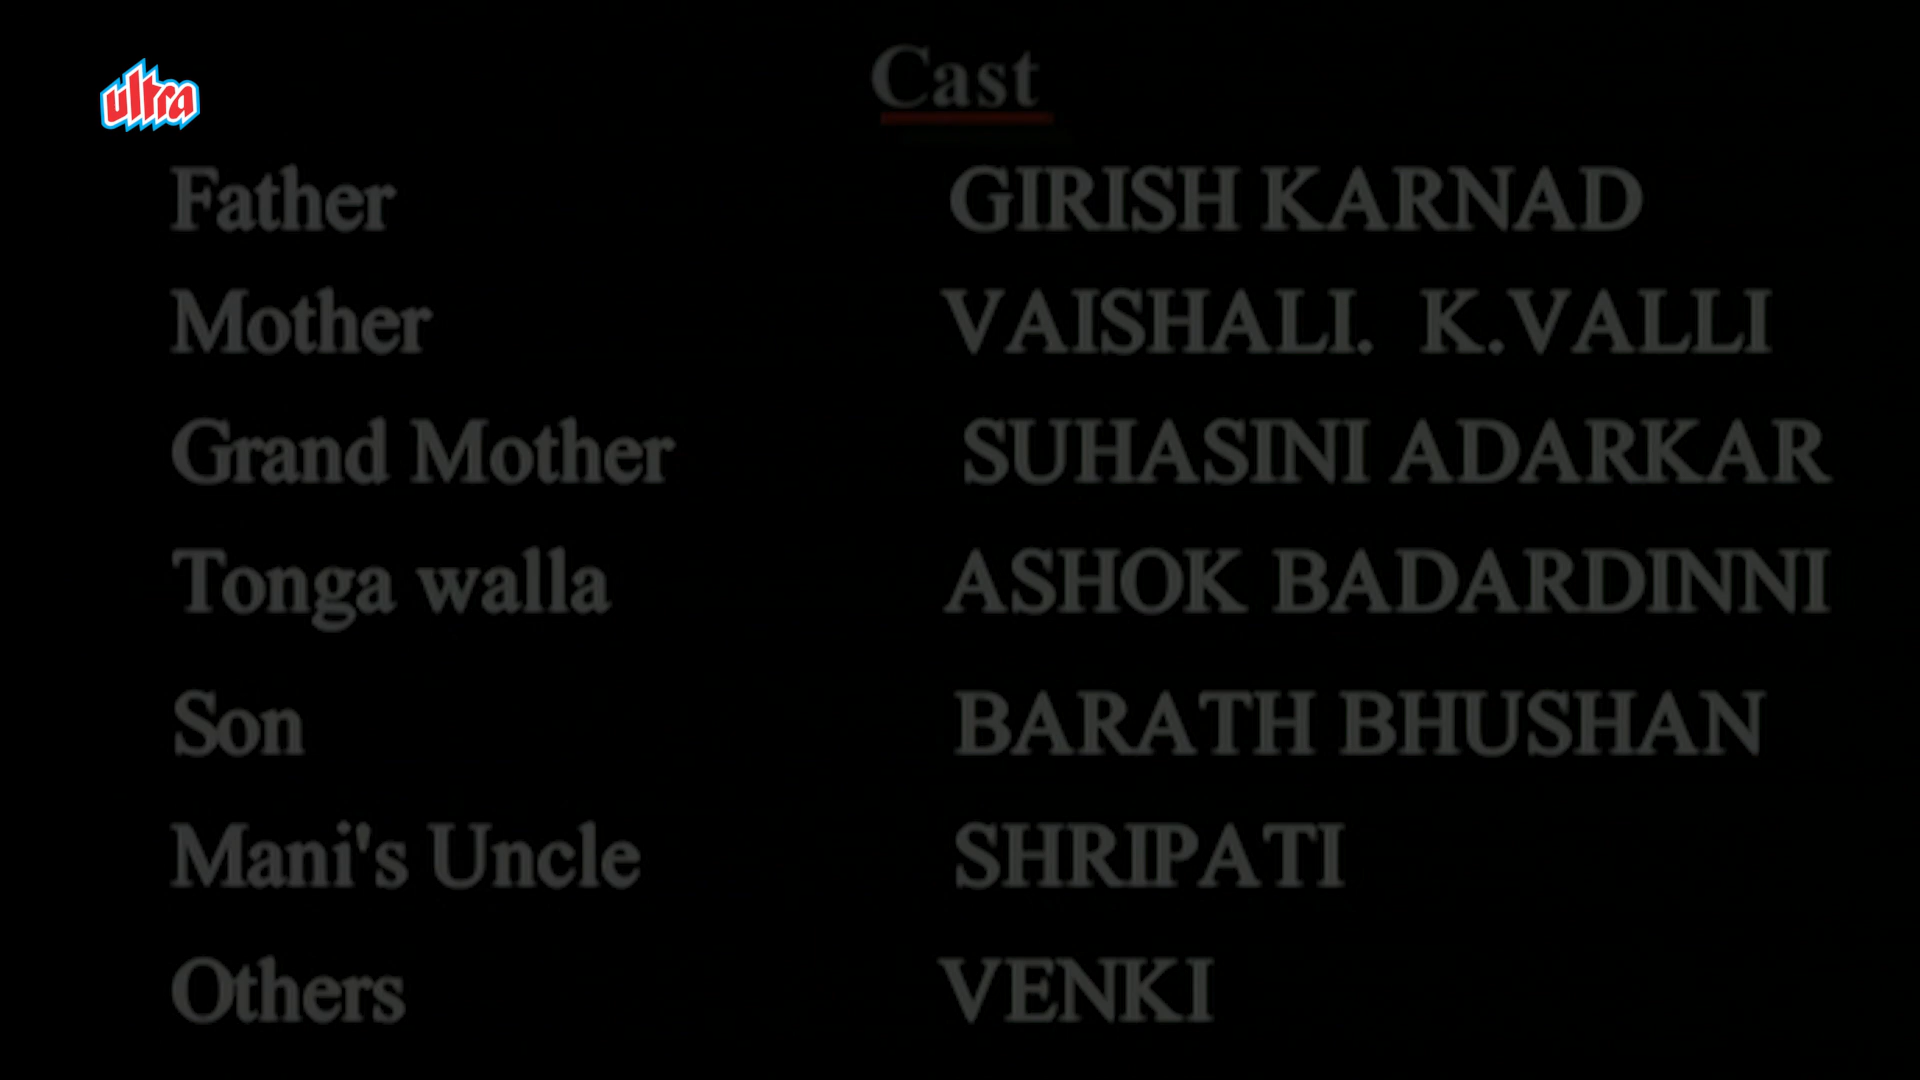 ultra
Cast
Father GIRISH KARNAD
Mother VAISHALI. K.VALLI
Grand Mother SUHASINI ADARKAR
Tonga walla ASHOK BADARDINNI
Son BARATH BHUSHAN
Mani's Uncle SHRIPATI
Others VENKI